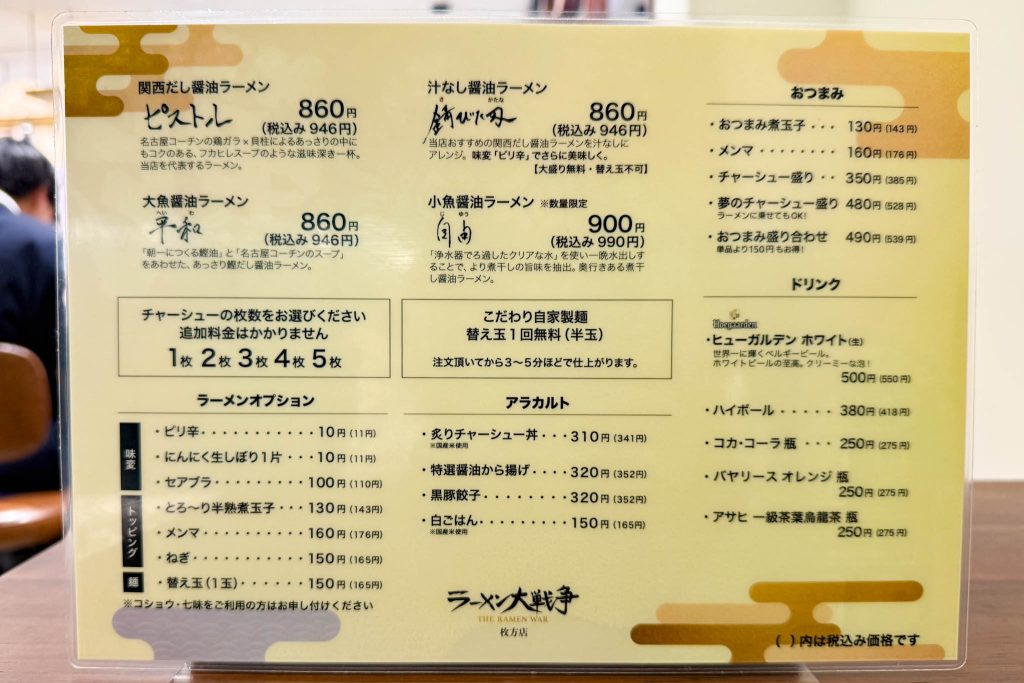 関西だし醤油ラーメン
ピストル
860円
(税込み 946円)
名古屋コーチンの鶏ガラ×貝柱によるあっさりの中に
もコクのある、フカヒレスープのような滋味深き一杯。
当店を代表するラーメン。
汁なし醤油ラーメン
錆びた刀
さ かたな
860円
(税込み 946円)
当店おすすめの関西だし醤油ラーメンを汁なしに
アレンジ。味変「ピリ辛」でさらに美味しく。
【大盛り無料・替え玉不可】
大魚醤油ラーメン
平和
へい わ
860円
(税込み 946円)
「朝一につくる鰹油」と「名古屋コーチンのスープ」
をあわせた、あっさり鰹だし醤油ラーメン。
小魚醤油ラーメン ※数量限定
自由
じ ゆう
900円
(税込み 990円)
「浄水器でろ過したクリアな水」を使い一晩水出しす
ることで、より煮干しの旨味を抽出。奥行きある煮干
し醤油ラーメン。
チャーシューの枚数をお選びください
追加料金はかかりません
1枚 2枚 3枚 4枚 5枚
こだわり自家製麺
替え玉1回無料(半玉)
注文頂いてから3〜5分ほどで仕上がります。
ラーメンオプション
味変
・ピリ辛・・・・・・・・・・・10円(11円)
・にんにく生しぼり1片・・・10円(11円)
・セアブラ・・・・・・・・・100円(110円)
トッピング
・とろ〜り半熟煮玉子・・・130円(143円)
・メンマ・・・・・・・・・・160円(176円)
・ねぎ・・・・・・・・・・・150円(165円)
麺
・替え玉(1玉)・・・・・・150円(165円)
※コショウ・七味をご利用の方はお申し付けください
アラカルト
・炙りチャーシュー丼・・・310円(341円)
※国産米使用
・特選醤油から揚げ・・・・320円(352円)
・黒豚餃子・・・・・・・・320円(352円)
・白ごはん・・・・・・・・150円(165円)
※国産米使用
ラーメン大戦争
THE RAMEN WAR
枚方店
おつまみ
・おつまみ煮玉子・・・130円(143円)
・メンマ・・・・・・・160円(176円)
・チャーシュー盛り・・350円(385円)
・夢のチャーシュー盛り 480円(528円)
ラーメンに乗せてもOK!
・おつまみ盛り合わせ 490円(539円)
単品より150円もお得!
ドリンク
Hoegaarden
・ヒューガルデン ホワイト(生)
世界一に輝くベルギービール。
ホワイトビールの至高。クリーミーな泡!
500円(550円)
・ハイボール・・・・・380円(418円)
・コカ・コーラ 瓶・・・250円(275円)
・バヤリース オレンジ 瓶
250円(275円)
・アサヒ 一級茶葉烏龍茶 瓶
250円(275円)
( )内は税込み価格です